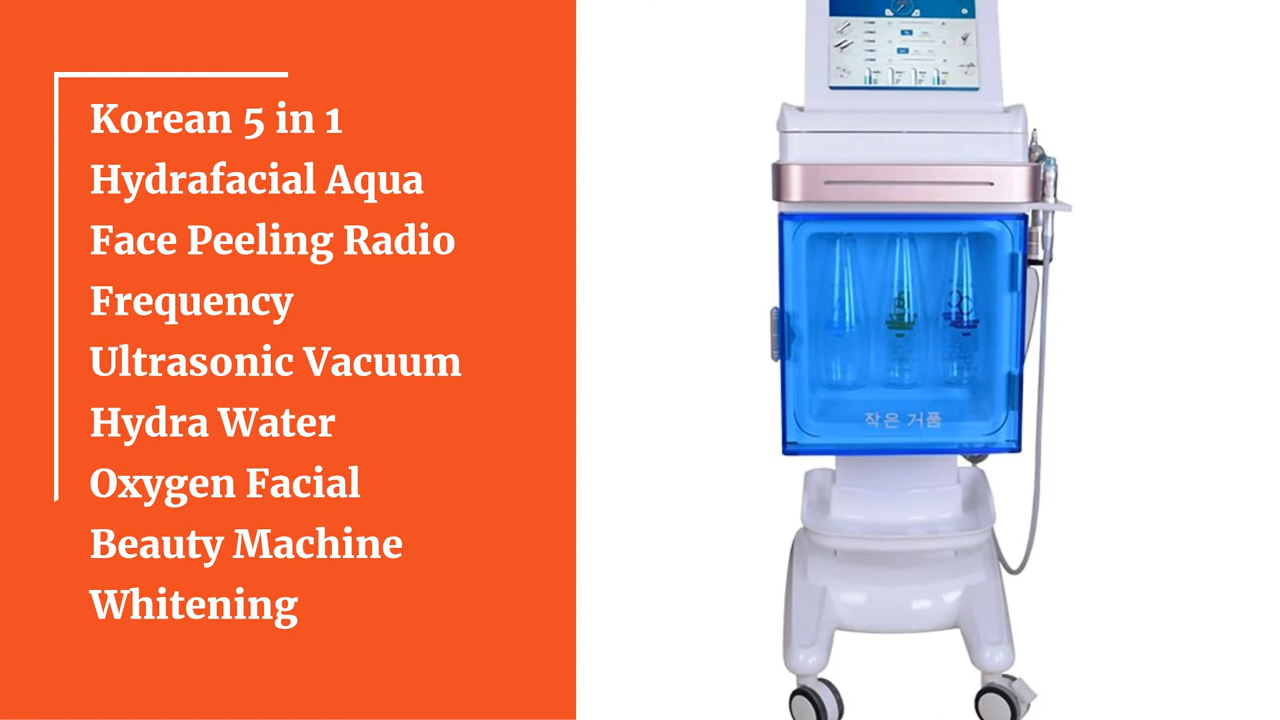 Korean 5 in 1
Hydrafacial Aqua
Face Peeling Radio
Frequency
Ultrasonic Vacuum
Hydra Water
Oxygen Facial
Beauty Machine
Whitening
작은 거품